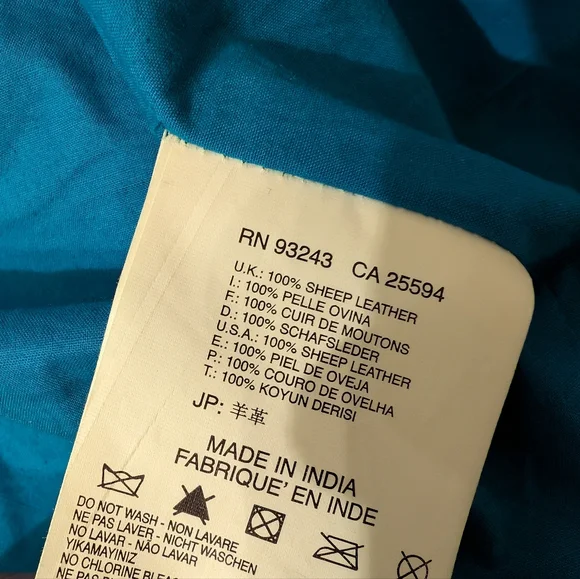 RN 93243 CA 25594
U.K.: 100% SHEEP LEATHER
I.: 100% PELLE OVINA
F.: 100% CUIR DE MOUTONS
D.: 100% SCHAFSLEDER
U.S.A.: 100% SHEEP LEATHER
E.: 100% PIEL DE OVEJA
P.: 100% COURO DE OVELHA
T.: 100% KOYUN DERISI
JP: 羊革
MADE IN INDIA
FABRIQUE' EN INDE
DO NOT WASH - NON LAVARE
NE PAS LAVER - NICHT WASCHEN
NO LAVAR - NÃO LAVAR
YIKAMAYINIZ
NO CHLORINE BLEA
NE PAS